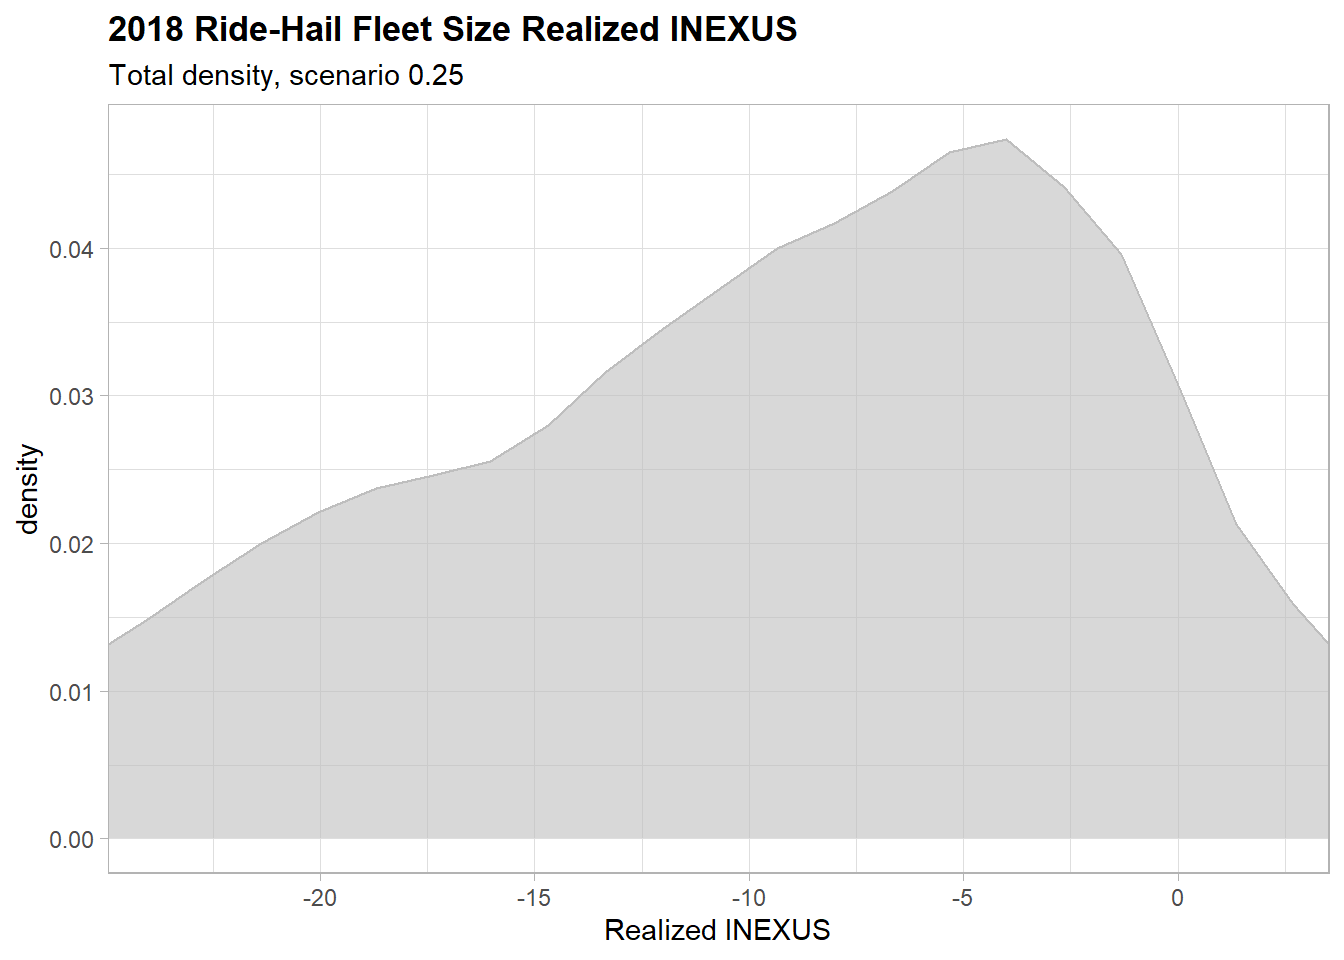 2018 Ride-Hail Fleet Size Realized INEXUS
Total density, scenario 0.25
density
0.04
0.03
0.02
0.01
0.00
-20 -15 -10 -5 0
Realized INEXUS